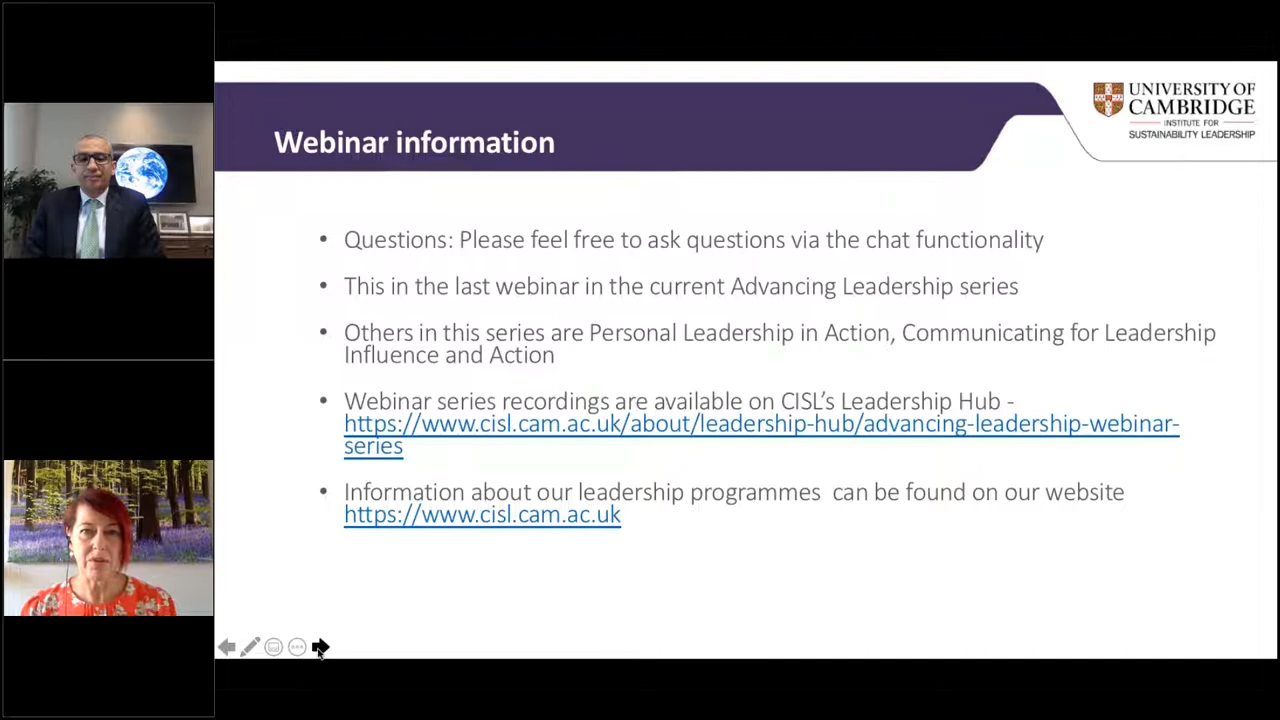 Webinar information
UNIVERSITY OF
CAMBRIDGE
INSTITUTE FOR
SUSTAINABILITY LEADERSHIP
• Questions: Please feel free to ask questions via the chat functionality
• This in the last webinar in the current Advancing Leadership series
• Others in this series are Personal Leadership in Action, Communicating for Leadership
Influence and Action
• Webinar series recordings are available on CISL’s Leadership Hub -
https://www.cisl.cam.ac.uk/about/leadership-hub/advancing-leadership-webinar-
series
• Information about our leadership programmes  can be found on our website
https://www.cisl.cam.ac.uk